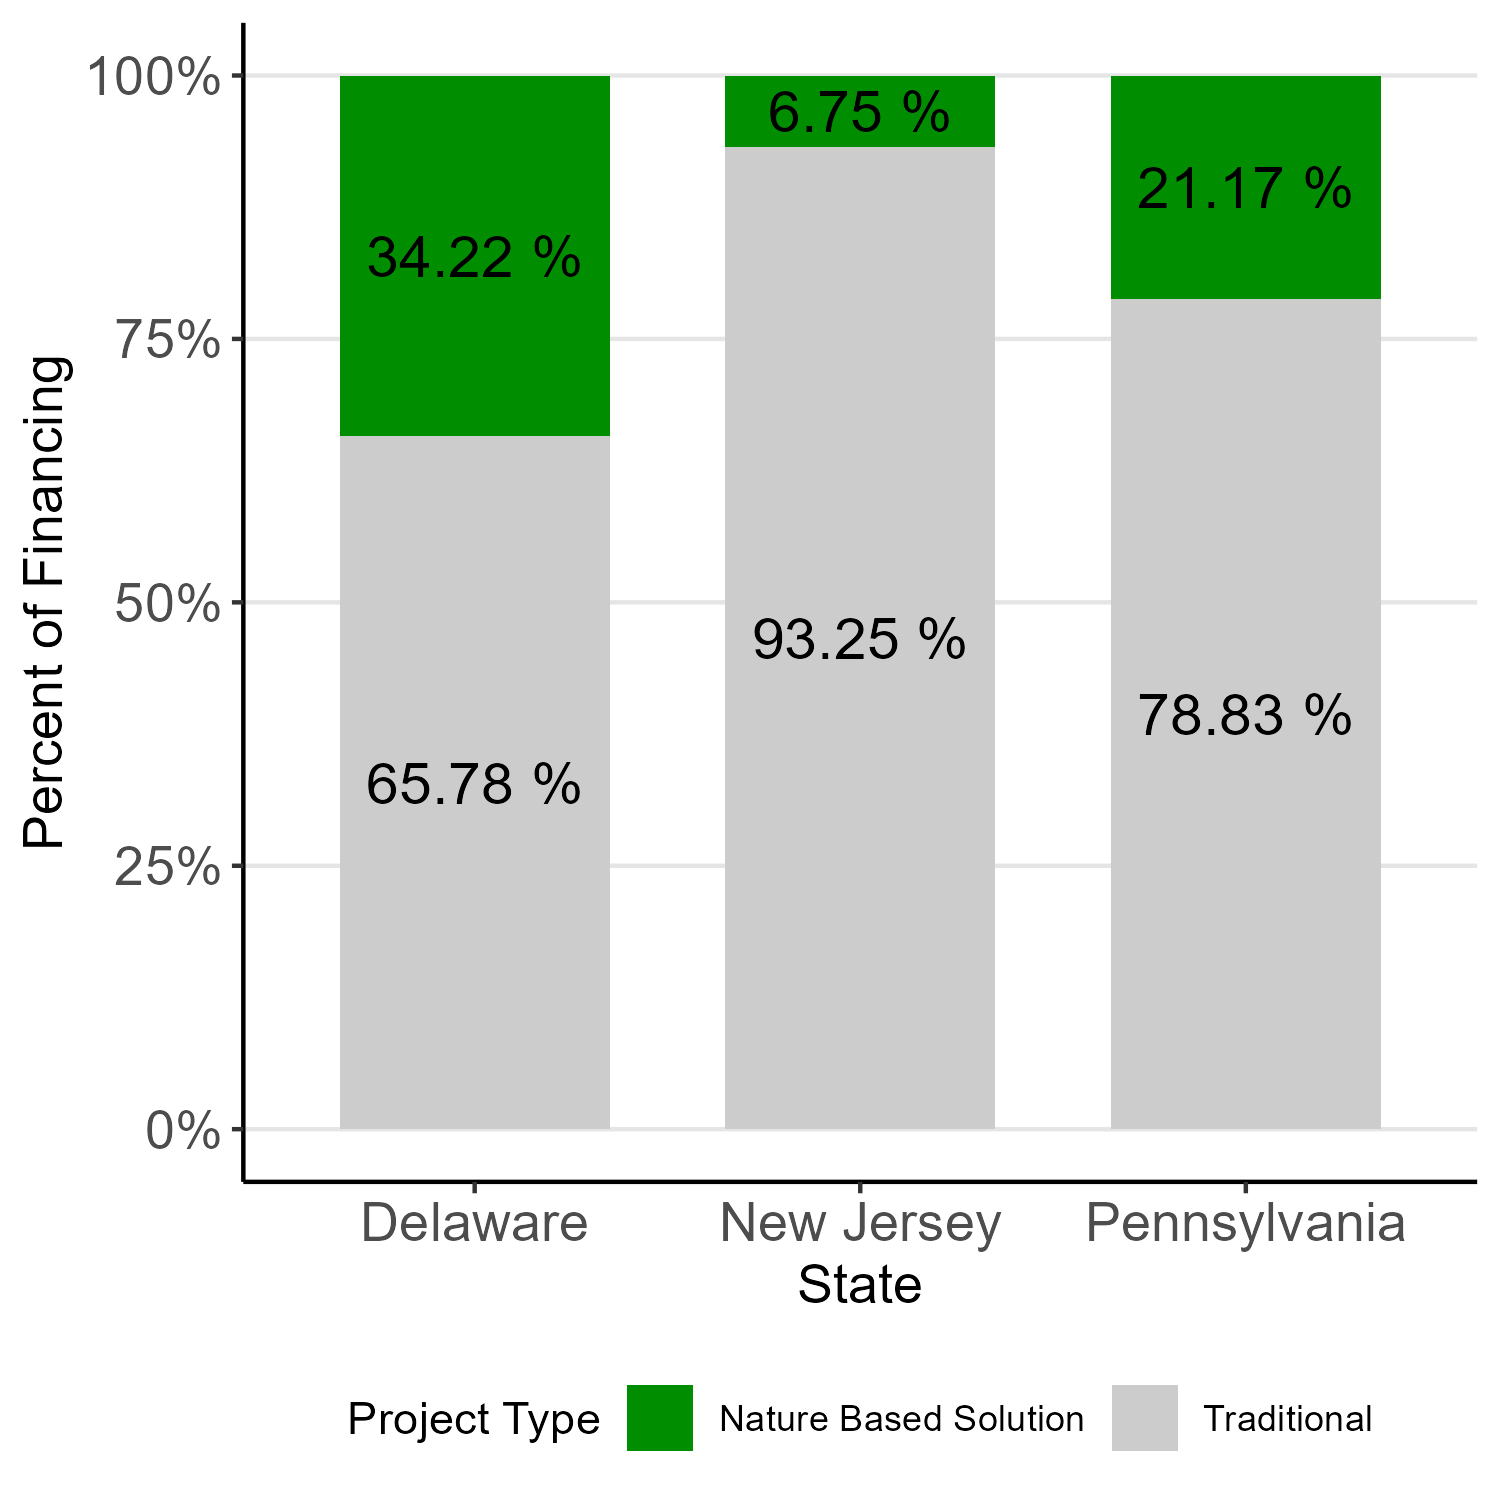 Percent of Financing
100%
75%
50%
25%
0%
34.22 %
65.78 %
6.75 %
93.25 %
21.17 %
78.83 %
Delaware
New Jersey
Pennsylvania
State
Project Type
Nature Based Solution
Traditional